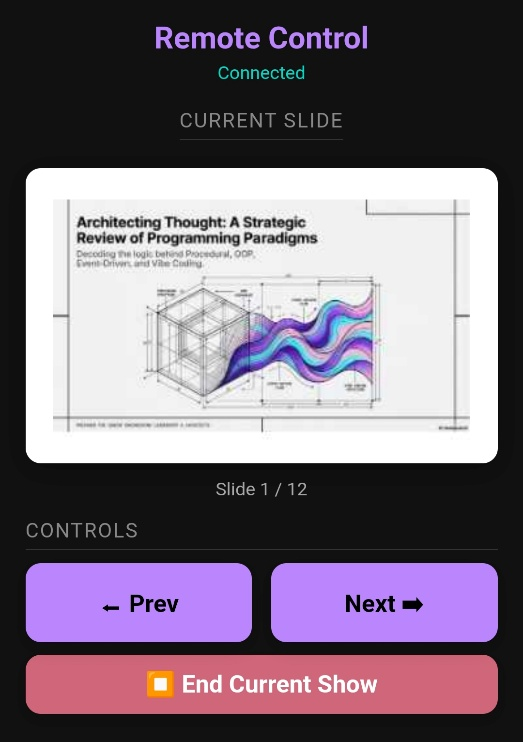 Remote Control
Connected
CURRENT SLIDE
Architecting Thought: A Strategic
Review of Programming Paradigms
Decoding the logic behind Procedural, OOP,
Event-Driven, and Vibe Coding.
Slide 1 / 12
CONTROLS
⬅ Prev
Next ➡
⏹ End Current Show